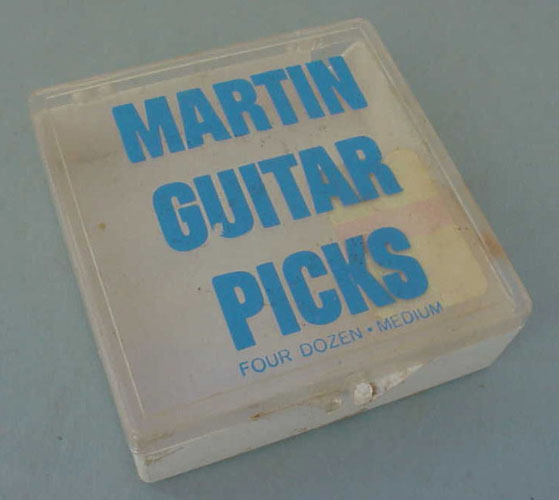 MARTIN
GUITAR
PICKS
FOUR DOZEN • MEDIUM